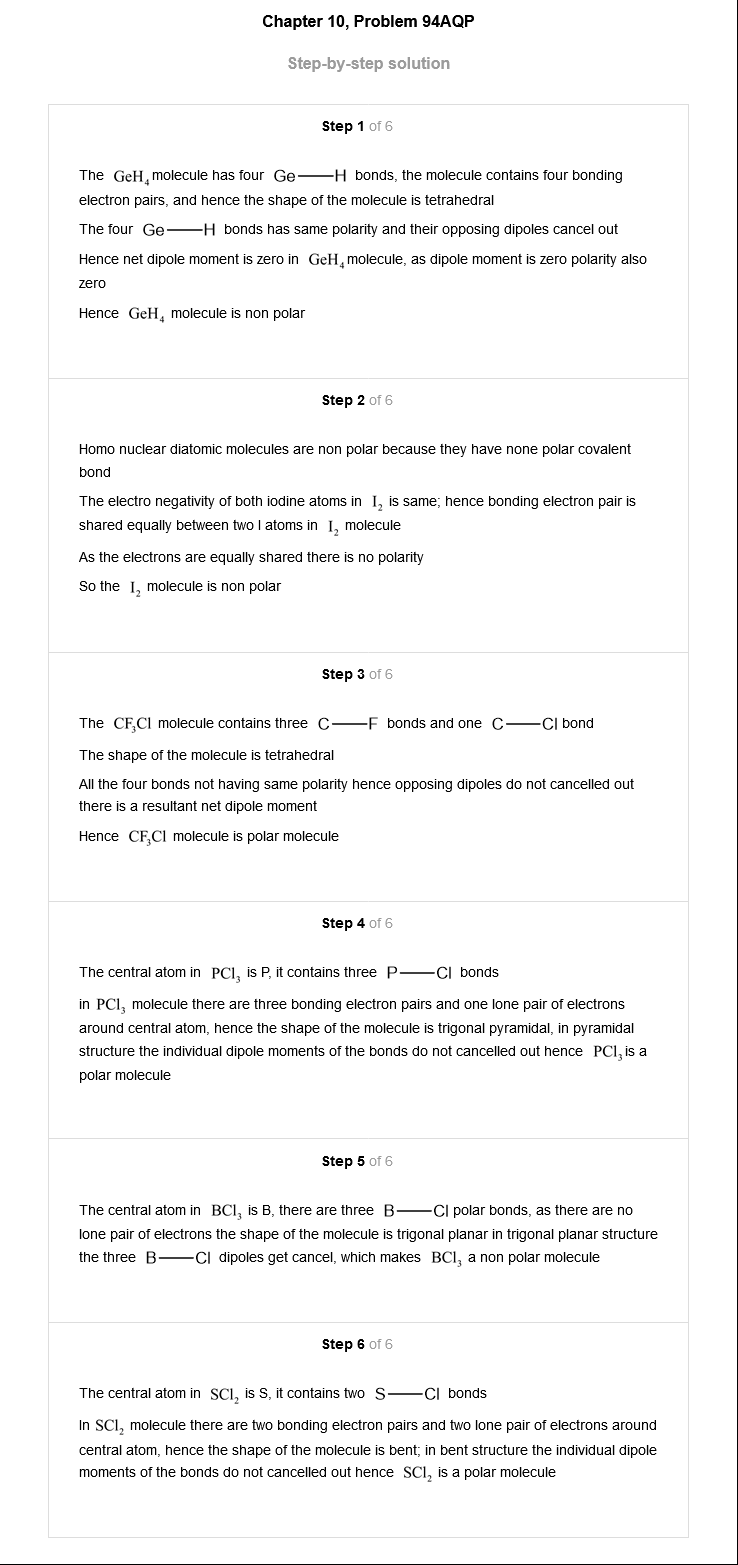 Chapter 10, Problem 94AQP
Step-by-step solution
Step 1 of 6
The GeH₄ molecule has four Ge—H bonds, the molecule contains four bonding
electron pairs, and hence the shape of the molecule is tetrahedral
The four Ge—H bonds has same polarity and their opposing dipoles cancel out
Hence net dipole moment is zero in GeH₄ molecule, as dipole moment is zero polarity also
zero
Hence GeH₄ molecule is non polar
Step 2 of 6
Homo nuclear diatomic molecules are non polar because they have none polar covalent
bond
The electro negativity of both iodine atoms in I₂ is same; hence bonding electron pair is
shared equally between two I atoms in I₂ molecule
As the electrons are equally shared there is no polarity
So the I₂ molecule is non polar
Step 3 of 6
The CF₃Cl molecule contains three C—F bonds and one C—Cl bond
The shape of the molecule is tetrahedral
All the four bonds not having same polarity hence opposing dipoles do not cancelled out
there is a resultant net dipole moment
Hence CF₃Cl molecule is polar molecule
Step 4 of 6
The central atom in PCl₃ is P, it contains three P—Cl bonds
in PCl₃ molecule there are three bonding electron pairs and one lone pair of electrons
around central atom, hence the shape of the molecule is trigonal pyramidal, in pyramidal
structure the individual dipole moments of the bonds do not cancelled out hence PCl₃ is a
polar molecule
Step 5 of 6
The central atom in BCl₃ is B, there are three B—Cl polar bonds, as there are no
lone pair of electrons the shape of the molecule is trigonal planar in trigonal planar structure
the three B—Cl dipoles get cancel, which makes BCl₃ a non polar molecule
Step 6 of 6
The central atom in SCl₂ is S, it contains two S—Cl bonds
In SCl₂ molecule there are two bonding electron pairs and two lone pair of electrons around
central atom, hence the shape of the molecule is bent; in bent structure the individual dipole
moments of the bonds do not cancelled out hence SCl₂ is a polar molecule